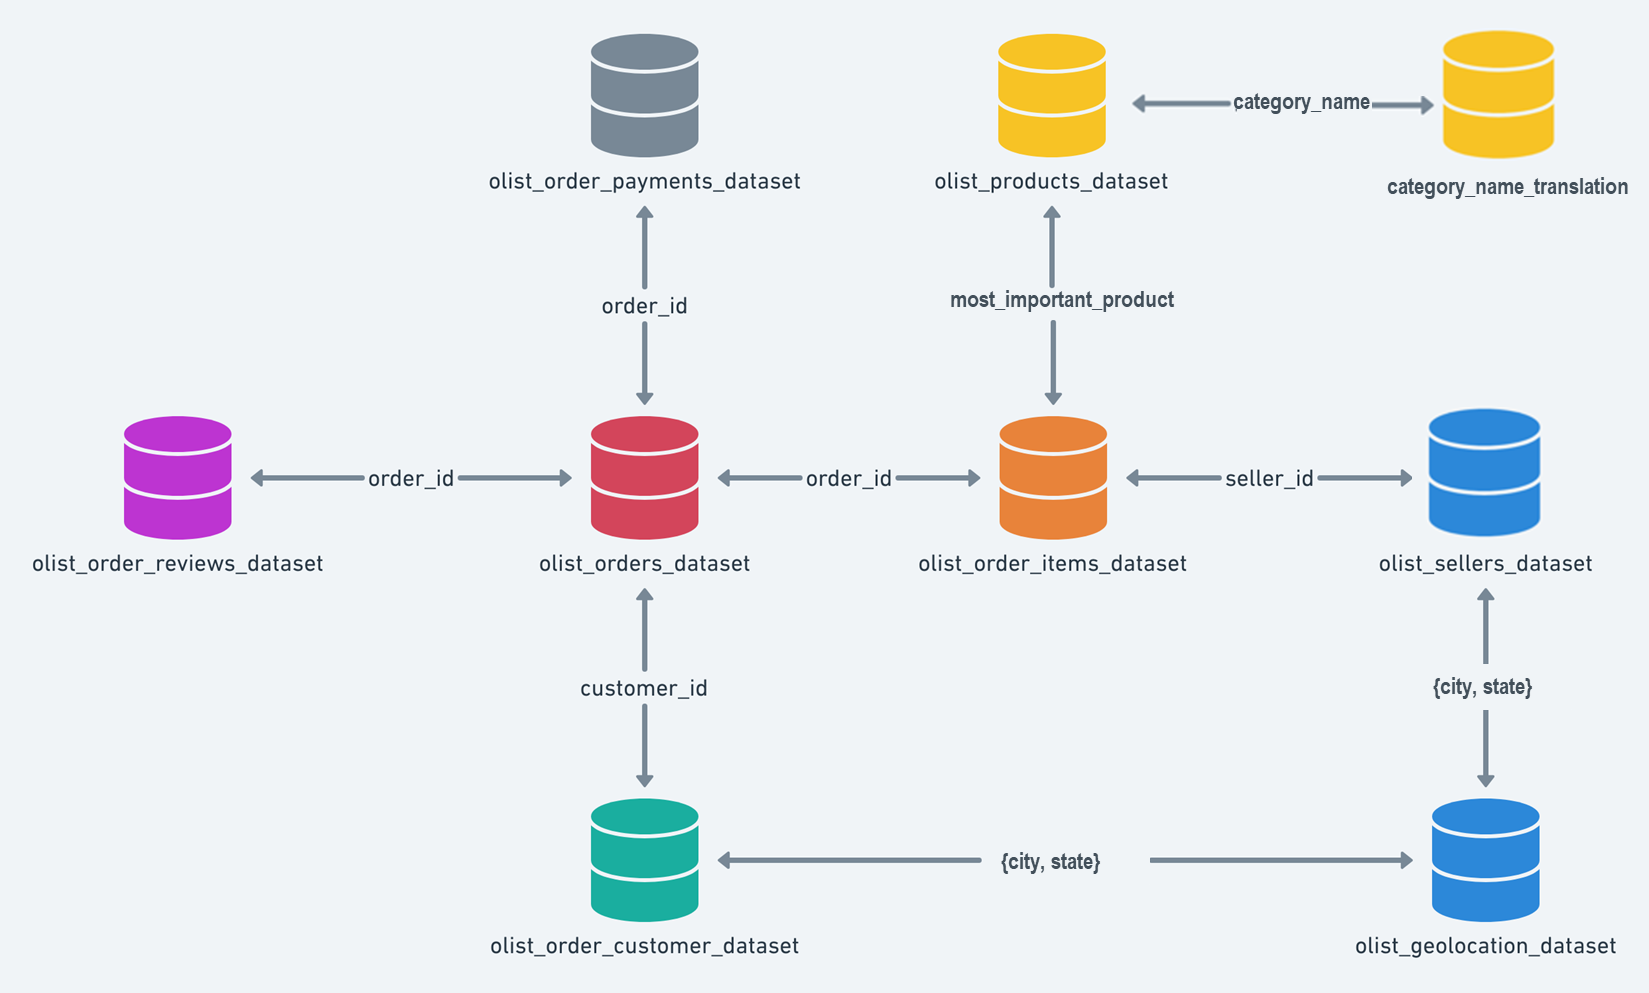 olist_order_payments_dataset
olist_products_dataset
category_name
category_name_translation
order_id
most_important_product
order_id
order_id
seller_id
olist_order_reviews_dataset
olist_orders_dataset
olist_order_items_dataset
olist_sellers_dataset
customer_id
{city, state}
{city, state}
olist_order_customer_dataset
olist_geolocation_dataset